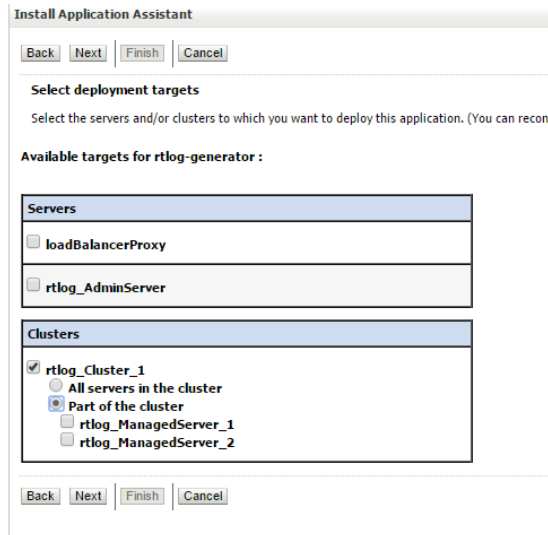 Install Application Assistant
Back Next Finish Cancel
Select deployment targets
Select the servers and/or clusters to which you want to deploy this application. (You can recon
Available targets for rtlog-generator :
Servers
loadBalancerProxy
rtlog_AdminServer
Clusters
rtlog_Cluster_1
All servers in the cluster
Part of the cluster
rtlog_ManagedServer_1
rtlog_ManagedServer_2
Back Next Finish Cancel